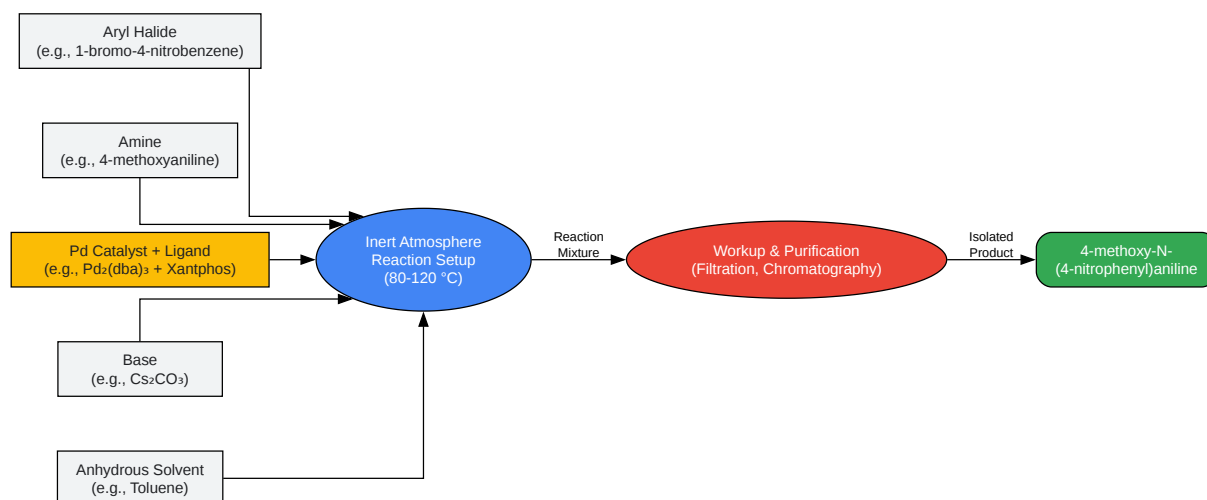 Aryl Halide
(e.g., 1-bromo-4-nitrobenzene)
Amine
(e.g., 4-methoxyaniline)
Pd Catalyst + Ligand
(e.g., Pd₂(dba)₃ + Xantphos)
Base
(e.g., Cs₂CO₃)
Anhydrous Solvent
(e.g., Toluene)
Inert Atmosphere
Reaction Setup
(80-120 °C)
Reaction
Mixture
Workup & Purification
(Filtration, Chromatography)
Isolated
Product
4-methoxy-N-
(4-nitrophenyl)aniline